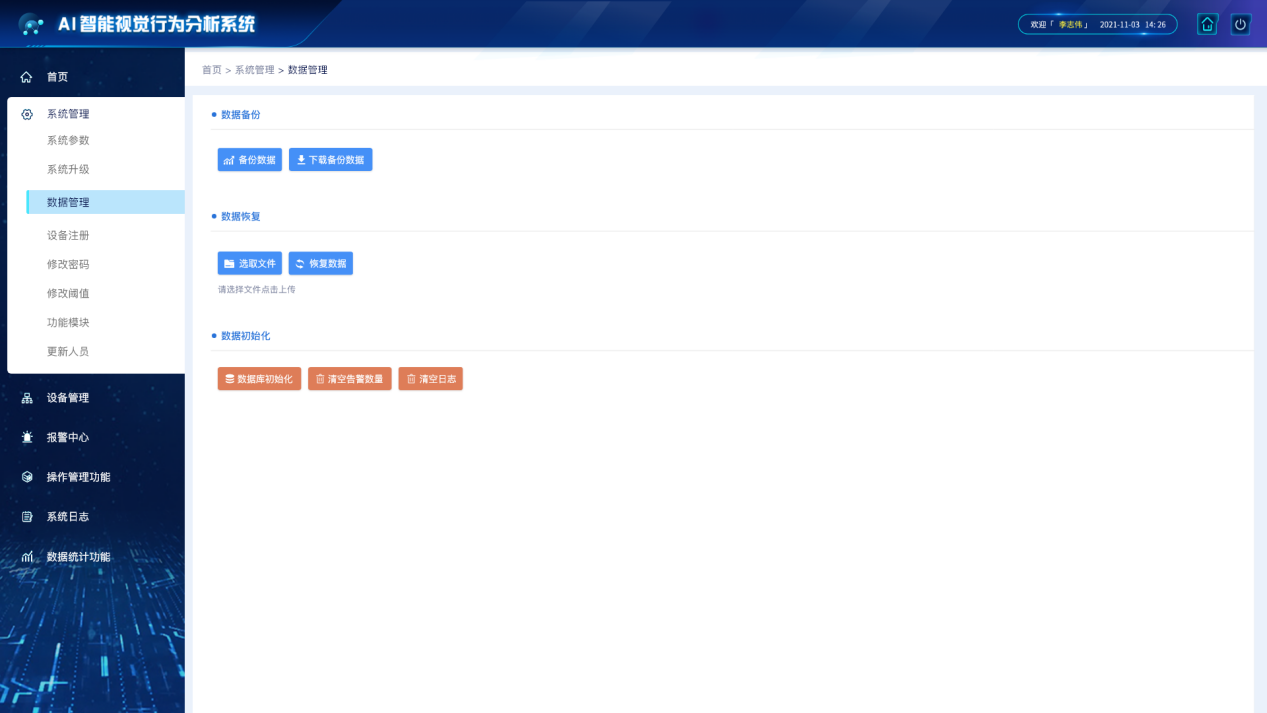 AI智能视觉行为分析系统
欢迎「 李志伟 」 2021-11-03 14:26
首页
系统管理
系统参数
系统升级
数据管理
设备注册
修改密码
修改阈值
功能模块
更新人员
设备管理
报警中心
操作管理功能
系统日志
数据统计功能
首页 > 系统管理 > 数据管理
数据备份
备份数据 下载备份数据
数据恢复
选取文件 恢复数据
请选择文件点击上传
数据初始化
数据库初始化 清空告警数量 清空日志